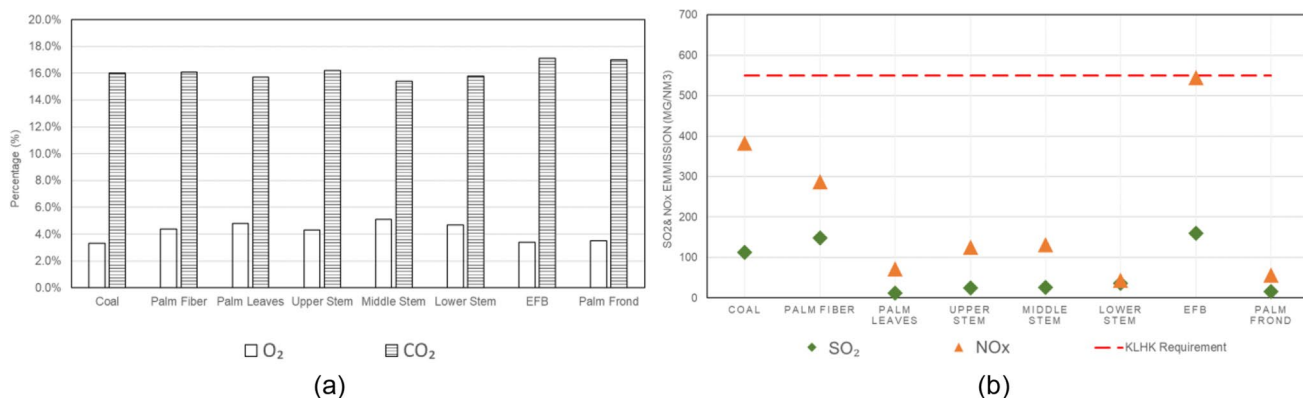 20.0%
18.0%
16.0%
14.0%
12.0%
10.0%
8.0%
6.0%
4.0%
2.0%
0.0%
Percentage (%)
Coal Palm Fiber Palm Leaves Upper Stem Middle Stem Lower Stem EFB Palm Frond
O₂ CO₂
(a)
700
600
500
400
300
200
100
0
SO2& NOx EMMISSION (MG/NM3)
COAL PALM FIBER PALM LEAVES UPPER STEM MIDDLE STEM LOWER STEM EFB PALM FROND
SO₂ NOx KLHK Requirement
(b)